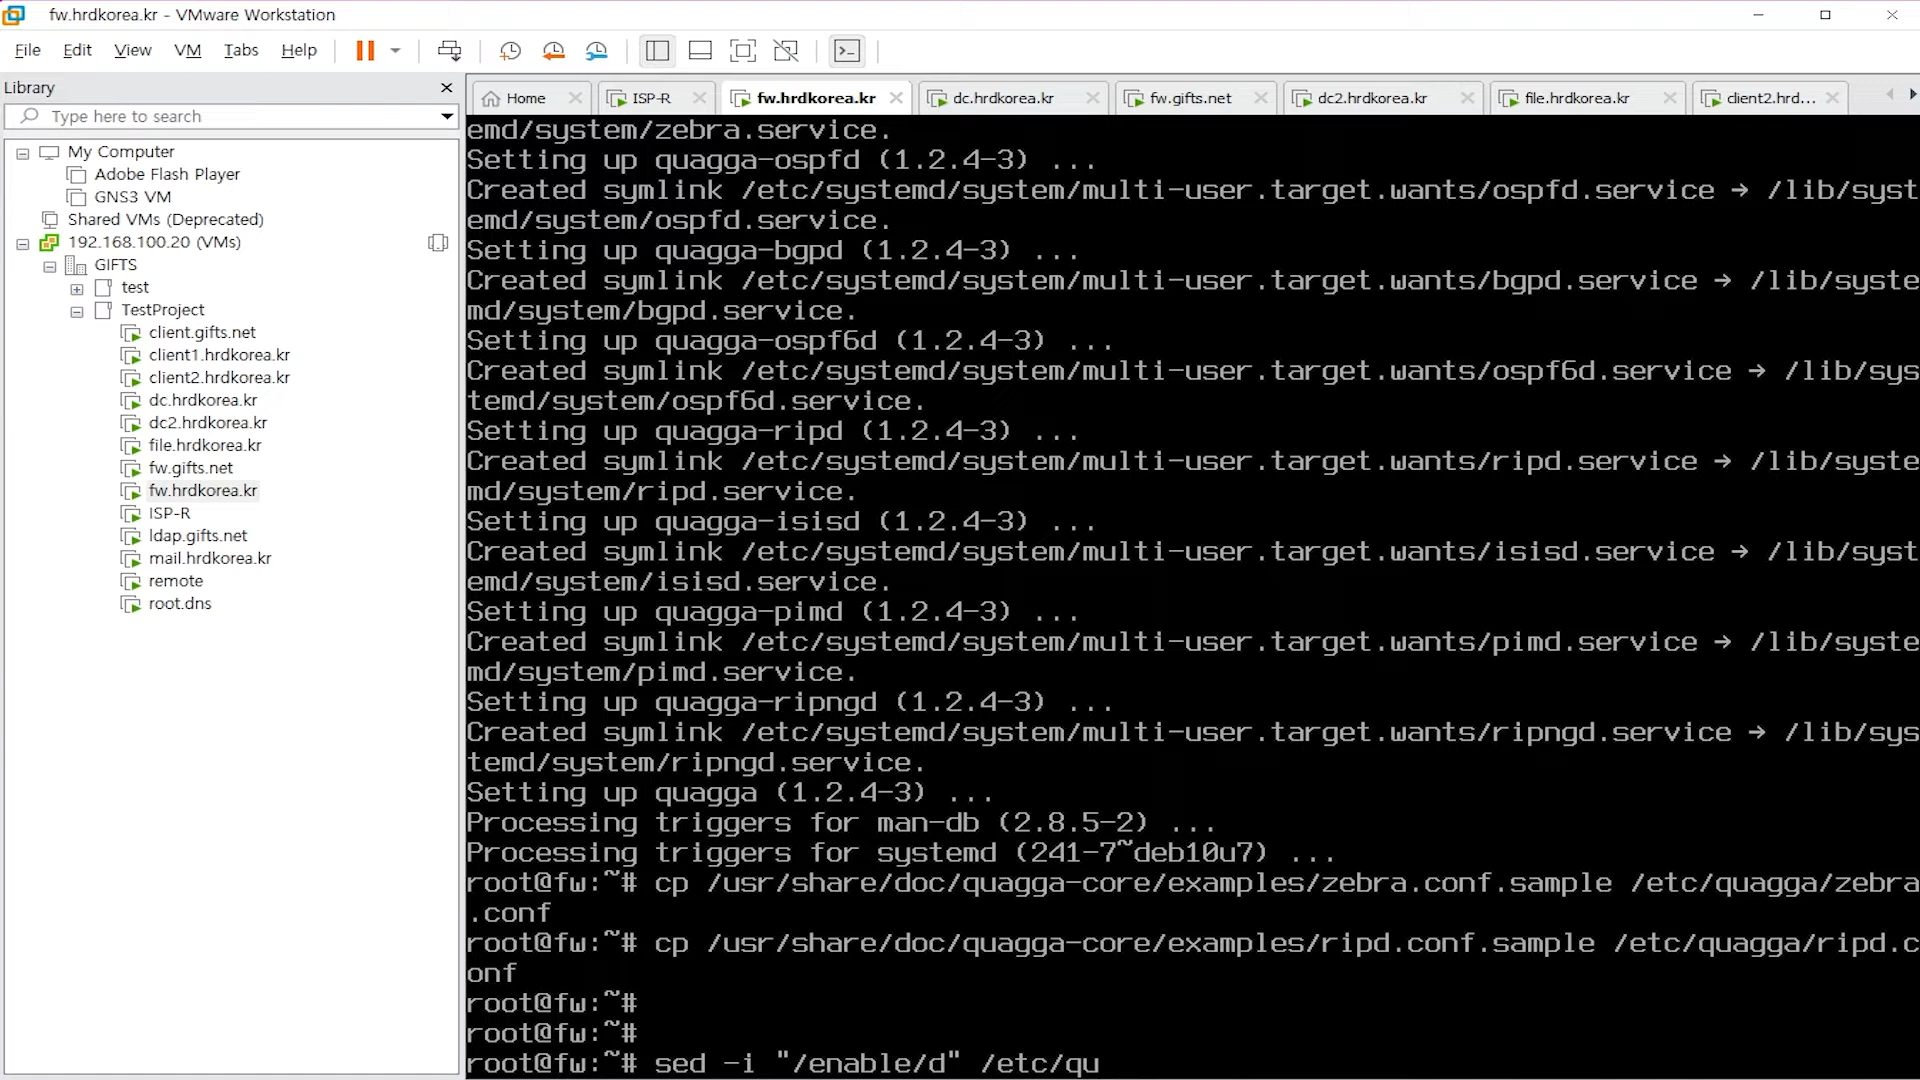 fw.hrdkorea.kr - VMware Workstation
File Edit View VM Tabs Help
Library
Type here to search
My Computer
Adobe Flash Player
GNS3 VM
Shared VMs (Deprecated)
192.168.100.20 (VMs)
GIFTS
test
TestProject
client.gifts.net
client1.hrdkorea.kr
client2.hrdkorea.kr
dc.hrdkorea.kr
dc2.hrdkorea.kr
file.hrdkorea.kr
fw.gifts.net
fw.hrdkorea.kr
ISP-R
ldap.gifts.net
mail.hrdkorea.kr
remote
root.dns
Home ISP-R fw.hrdkorea.kr dc.hrdkorea.kr fw.gifts.net dc2.hrdkorea.kr file.hrdkorea.kr client2.hrd...
emd/system/zebra.service.
Setting up quagga-ospfd (1.2.4-3) ...
Created symlink /etc/systemd/system/multi-user.target.wants/ospfd.service → /lib/syst
emd/system/ospfd.service.
Setting up quagga-bgpd (1.2.4-3) ...
Created symlink /etc/systemd/system/multi-user.target.wants/bgpd.service → /lib/syste
md/system/bgpd.service.
Setting up quagga-ospf6d (1.2.4-3) ...
Created symlink /etc/systemd/system/multi-user.target.wants/ospf6d.service → /lib/sys
temd/system/ospf6d.service.
Setting up quagga-ripd (1.2.4-3) ...
Created symlink /etc/systemd/system/multi-user.target.wants/ripd.service → /lib/syste
md/system/ripd.service.
Setting up quagga-isisd (1.2.4-3) ...
Created symlink /etc/systemd/system/multi-user.target.wants/isisd.service → /lib/syst
emd/system/isisd.service.
Setting up quagga-pimd (1.2.4-3) ...
Created symlink /etc/systemd/system/multi-user.target.wants/pimd.service → /lib/syste
md/system/pimd.service.
Setting up quagga-ripngd (1.2.4-3) ...
Created symlink /etc/systemd/system/multi-user.target.wants/ripngd.service → /lib/sys
temd/system/ripngd.service.
Setting up quagga (1.2.4-3) ...
Processing triggers for man-db (2.8.5-2) ...
Processing triggers for systemd (241-7~deb10u7) ...
root@fw:~# cp /usr/share/doc/quagga-core/examples/zebra.conf.sample /etc/quagga/zebra
.conf
root@fw:~# cp /usr/share/doc/quagga-core/examples/ripd.conf.sample /etc/quagga/ripd.c
onf
root@fw:~#
root@fw:~#
root@fw:~# sed -i "/enable/d" /etc/qu